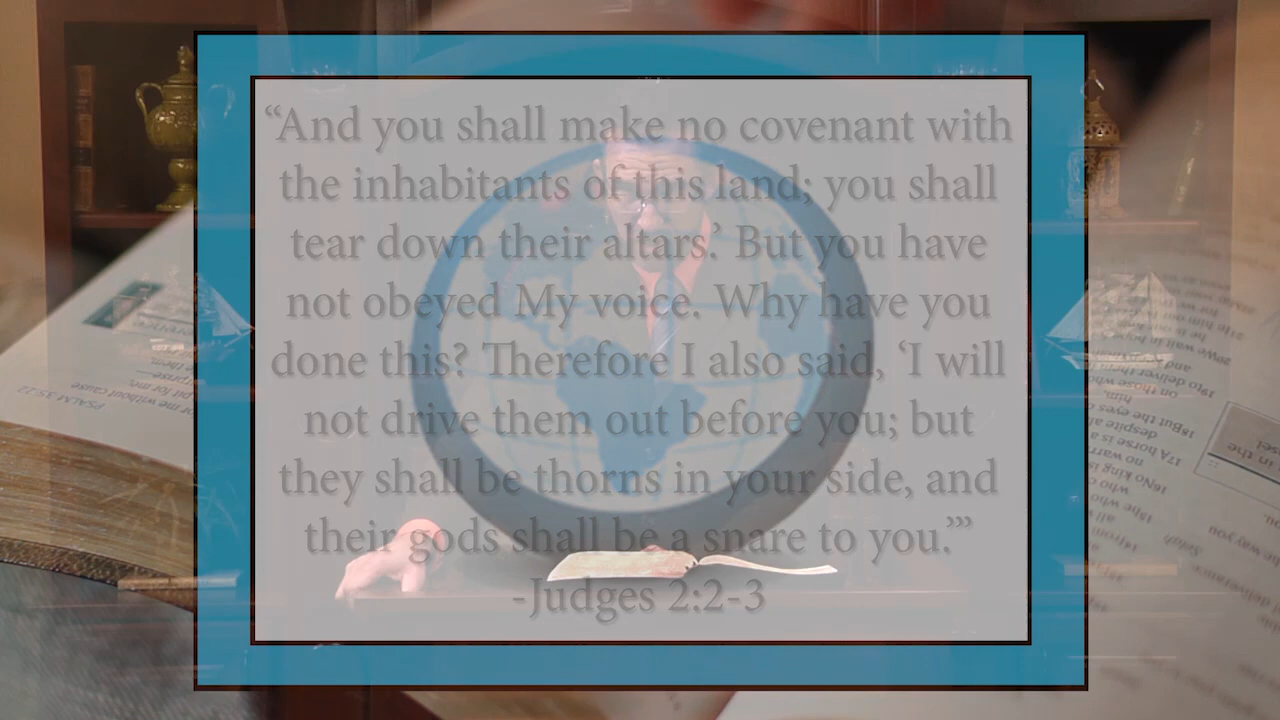 “And you shall make no covenant with
the inhabitants of this land; you shall
tear down their altars.’ But you have
not obeyed My voice. Why have you
done this? Therefore I also said, ‘I will
not drive them out before you; but
they shall be thorns in your side, and
their gods shall be a snare to you.’”
-Judges 2:2-3
PSALM 35:22